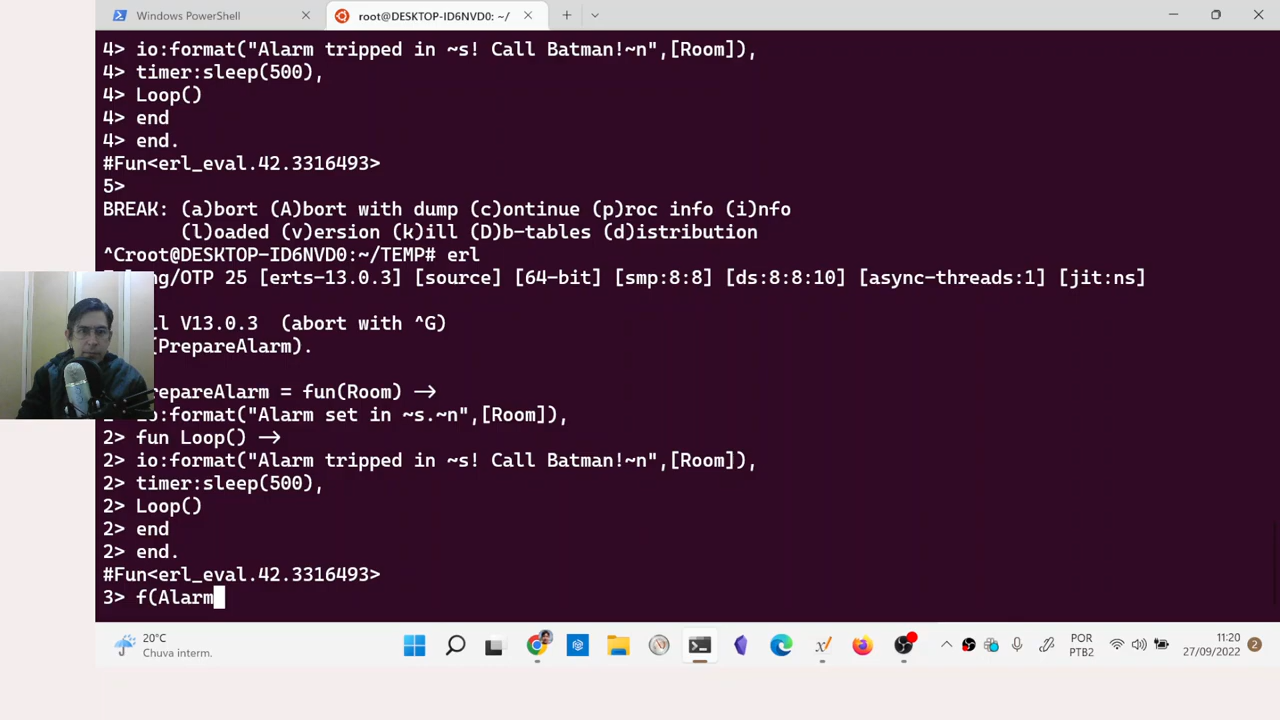 Windows PowerShell
root@DESKTOP-ID6NVD0: ~/
4> io:format("Alarm tripped in ~s! Call Batman!~n",[Room]),
4> timer:sleep(500),
4> Loop()
4> end
4> end.
#Fun<erl_eval.42.3316493>
5>
BREAK: (a)bort (A)bort with dump (c)ontinue (p)roc info (i)nfo
(l)oaded (v)ersion (k)ill (D)b-tables (d)istribution
^Croot@DESKTOP-ID6NVD0:~/TEMP# erl
ng/OTP 25 [erts-13.0.3] [source] [64-bit] [smp:8:8] [ds:8:8:10] [async-threads:1] [jit:ns]
ll V13.0.3 (abort with ^G)
(PrepareAlarm).
repareAlarm = fun(Room) ->
io:format("Alarm set in ~s.~n",[Room]),
2> fun Loop() ->
2> io:format("Alarm tripped in ~s! Call Batman!~n",[Room]),
2> timer:sleep(500),
2> Loop()
2> end
2> end.
#Fun<erl_eval.42.3316493>
3> f(Alarm
20°C
Chuva interm.
POR
PTB2
11:20
27/09/2022
2